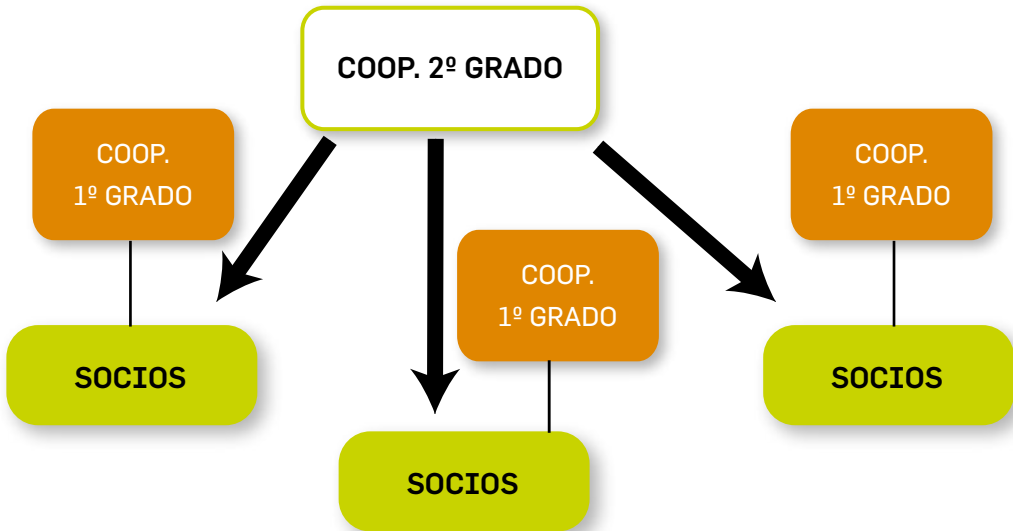 COOP. 2º GRADO
COOP.
1º GRADO
SOCIOS
COOP.
1º GRADO
SOCIOS
COOP.
1º GRADO
SOCIOS